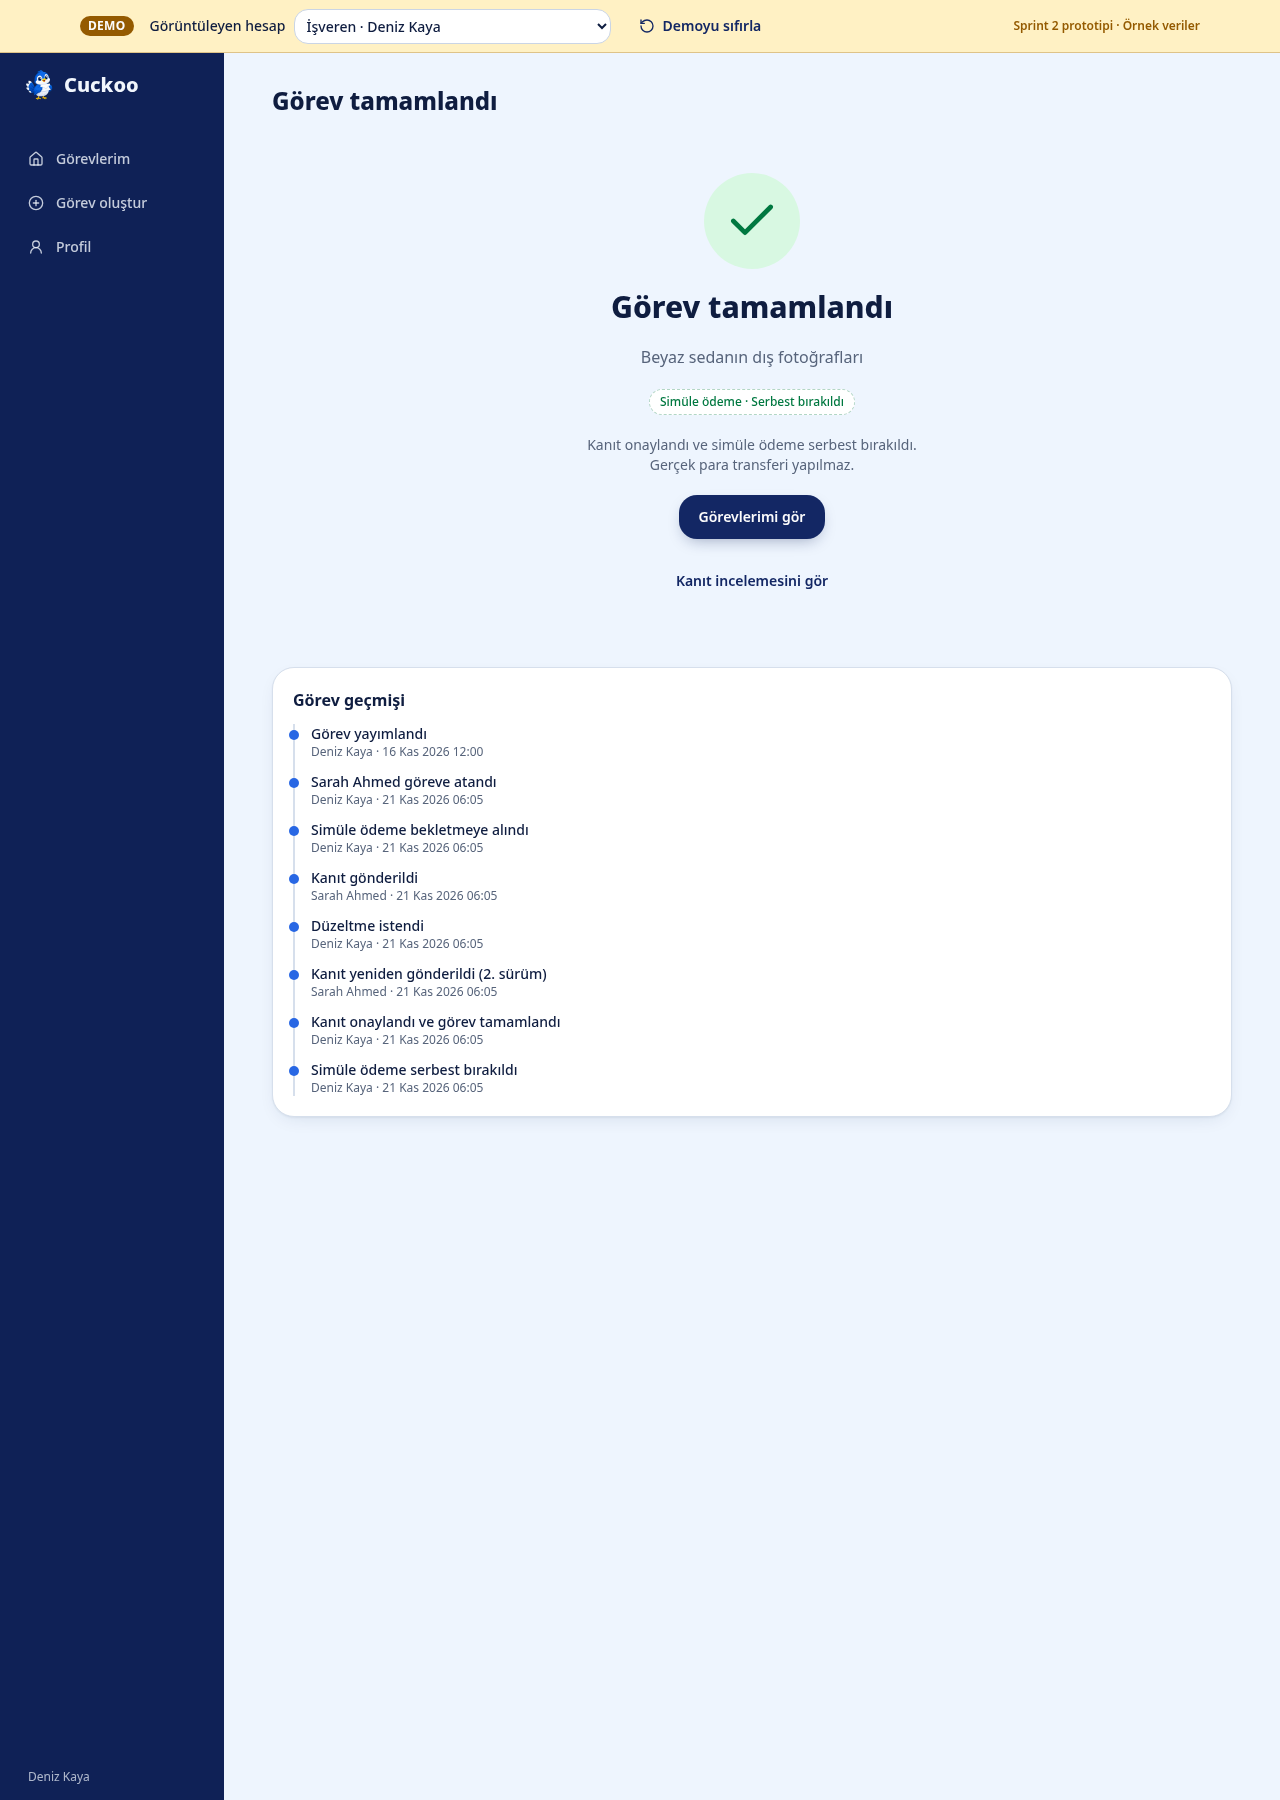 DEMO
Görüntüleyen hesap
İşveren · Deniz Kaya
Demoyu sıfırla
Sprint 2 prototipi · Örnek veriler
Cuckoo
Görevlerim
Görev oluştur
Profil
Deniz Kaya
Görev tamamlandı
Görev tamamlandı
Beyaz sedanın dış fotoğrafları
Simüle ödeme · Serbest bırakıldı
Kanıt onaylandı ve simüle ödeme serbest bırakıldı.
Gerçek para transferi yapılmaz.
Görevlerimi gör
Kanıt incelemesini gör
Görev geçmişi
Görev yayımlandı
Deniz Kaya · 16 Kas 2026 12:00
Sarah Ahmed göreve atandı
Deniz Kaya · 21 Kas 2026 06:05
Simüle ödeme bekletmeye alındı
Deniz Kaya · 21 Kas 2026 06:05
Kanıt gönderildi
Sarah Ahmed · 21 Kas 2026 06:05
Düzeltme istendi
Deniz Kaya · 21 Kas 2026 06:05
Kanıt yeniden gönderildi (2. sürüm)
Sarah Ahmed · 21 Kas 2026 06:05
Kanıt onaylandı ve görev tamamlandı
Deniz Kaya · 21 Kas 2026 06:05
Simüle ödeme serbest bırakıldı
Deniz Kaya · 21 Kas 2026 06:05